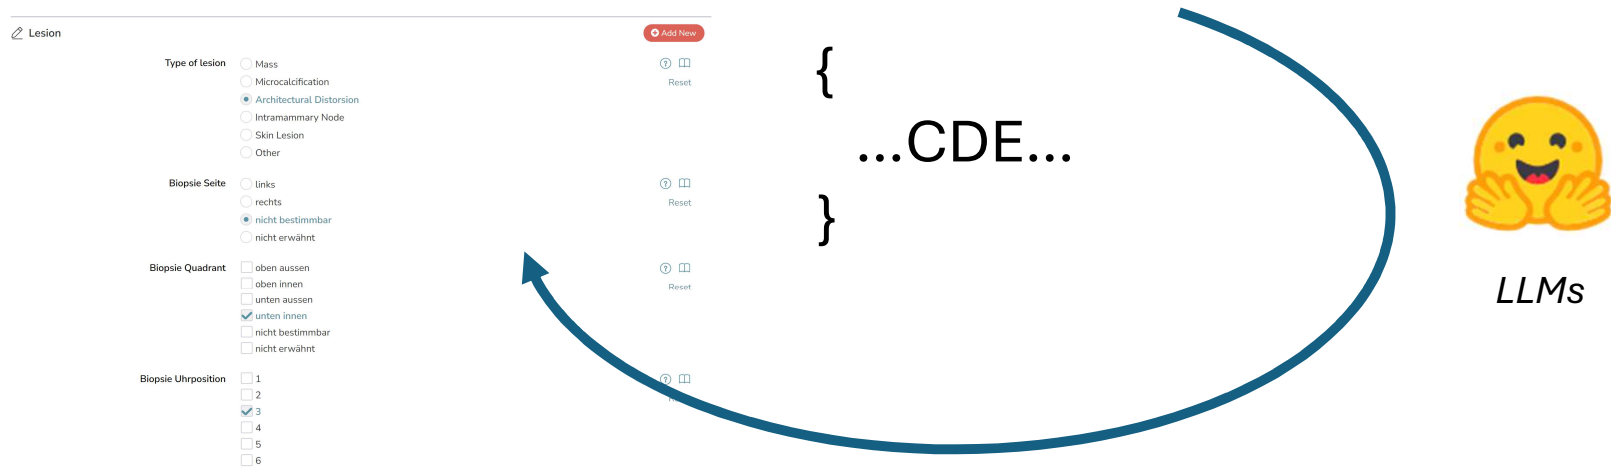 Lesion
Add New
Type of lesion
Mass
Microcalcification
Architectural Distorsion
Intramammary Node
Skin Lesion
Other
Reset
Biopsie Seite
links
rechts
nicht bestimmbar
nicht erwähnt
Reset
Biopsie Quadrant
oben aussen
oben innen
unten aussen
unten innen
nicht bestimmbar
nicht erwähnt
Reset
Biopsie Uhrposition
1
2
3
4
5
6
{
...CDE...
}
LLMs